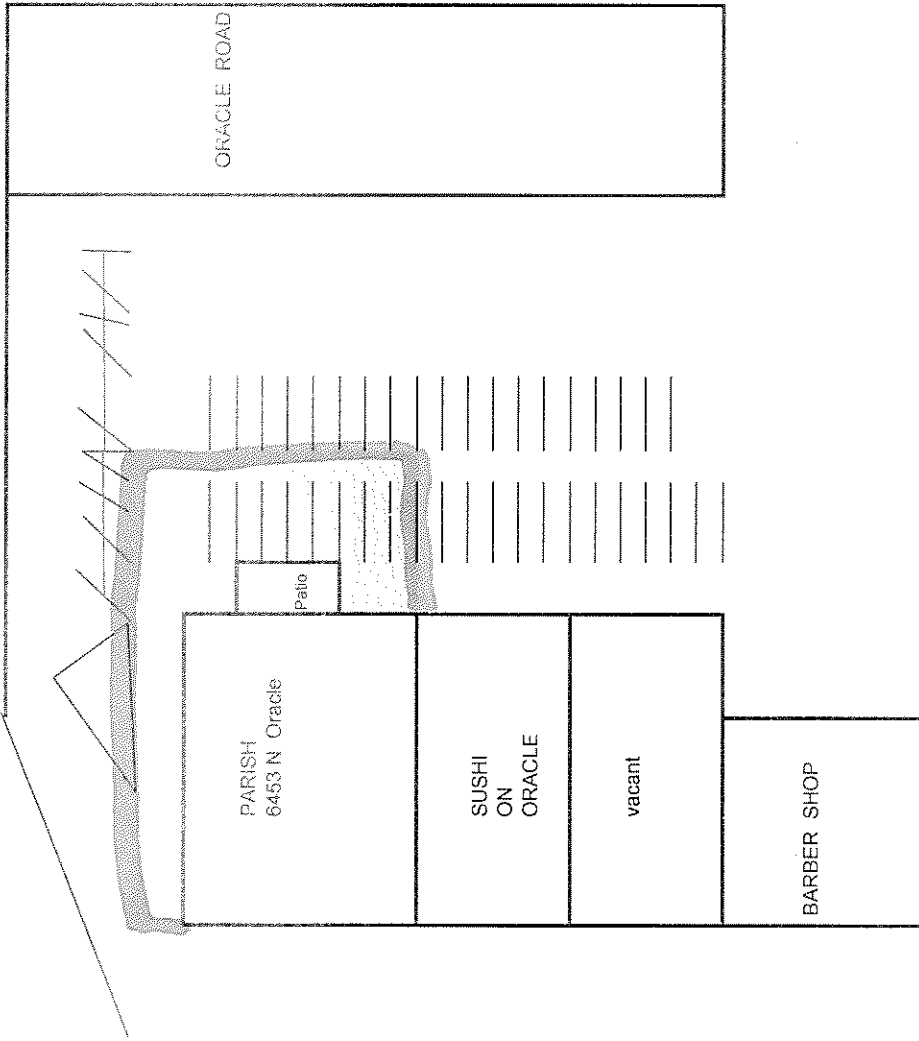 ORACLE ROAD
Patio
PARISH
6453 N Oracle
SUSHI
ON
ORACLE
vacant
BARBER SHOP